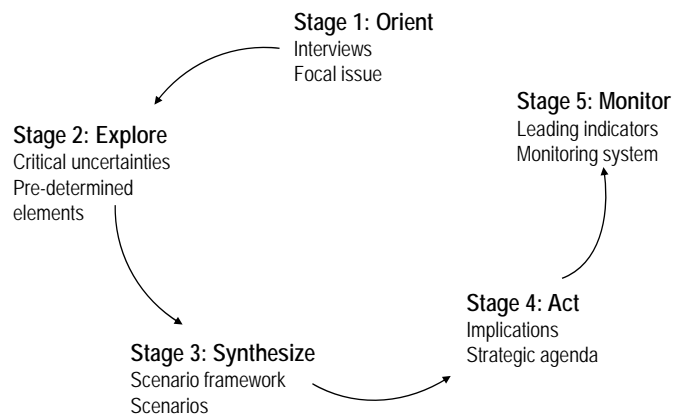 Stage 1: Orient
Interviews
Focal issue
Stage 2: Explore
Critical uncertainties
Pre-determined
elements
Stage 3: Synthesize
Scenario framework
Scenarios
Stage 4: Act
Implications
Strategic agenda
Stage 5: Monitor
Leading indicators
Monitoring system